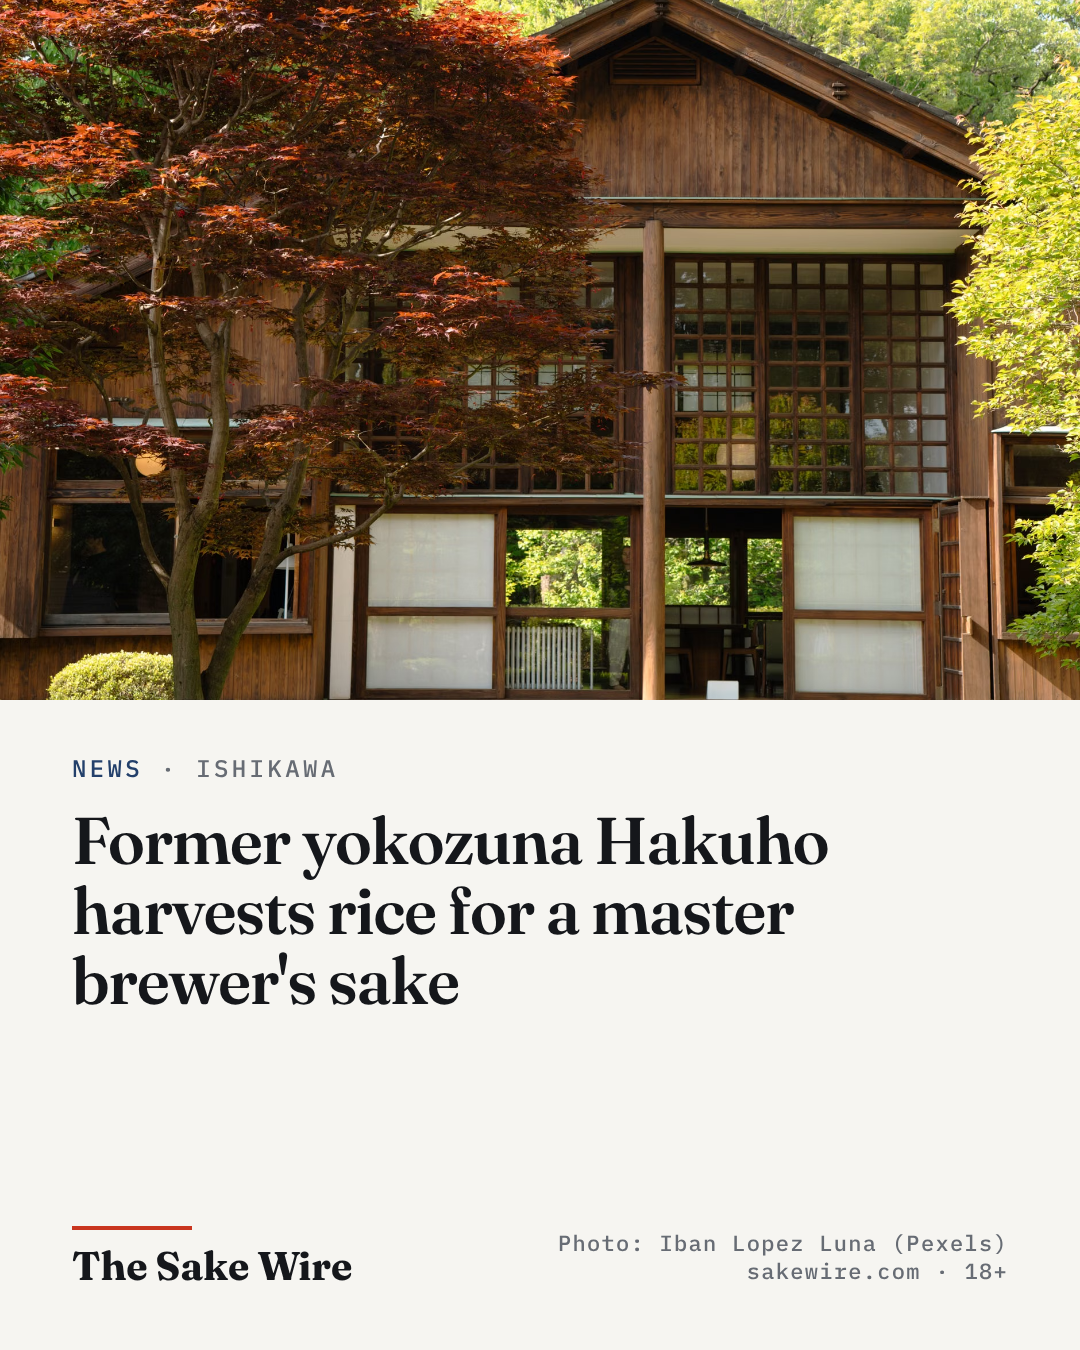 NEWS · ISHIKAWA
Former yokozuna Hakuho
harvests rice for a master
brewer's sake
The Sake Wire
Photo: Iban Lopez Luna (Pexels)
sakewire.com · 18+